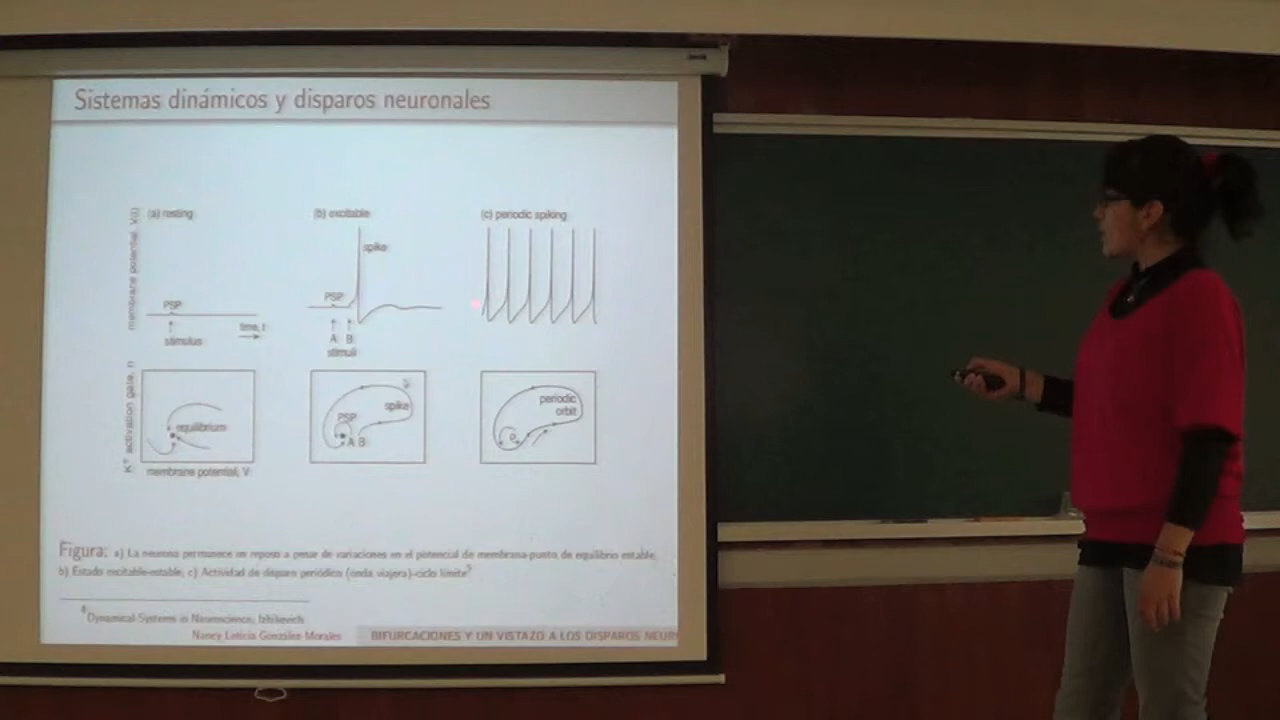 Sistemas dinámicos y disparos neuronales
(a) resting
(b) excitable
(c) periodic spiking
membrane potential, V(t)
spike
PSP
PSP
time, t
stimulus
A B
stimuli
K+ activation gate, n
equilibrium
membrane potential, V
spike
PSP
A B
periodic
orbit
Figura: a) La neurona permanece en reposo a pesar de variaciones en el potencial de membrana-punto de equilibrio estable,
b) Estado excitable-estable, c) Actividad de disparo periódico (onda viajera)-ciclo límite5
Dynamical Systems in Neuroscience, Izhikevich
Nancy Leticia González Morales
BIFURCACIONES Y UN VISTAZO A LOS DISPAROS NEUR